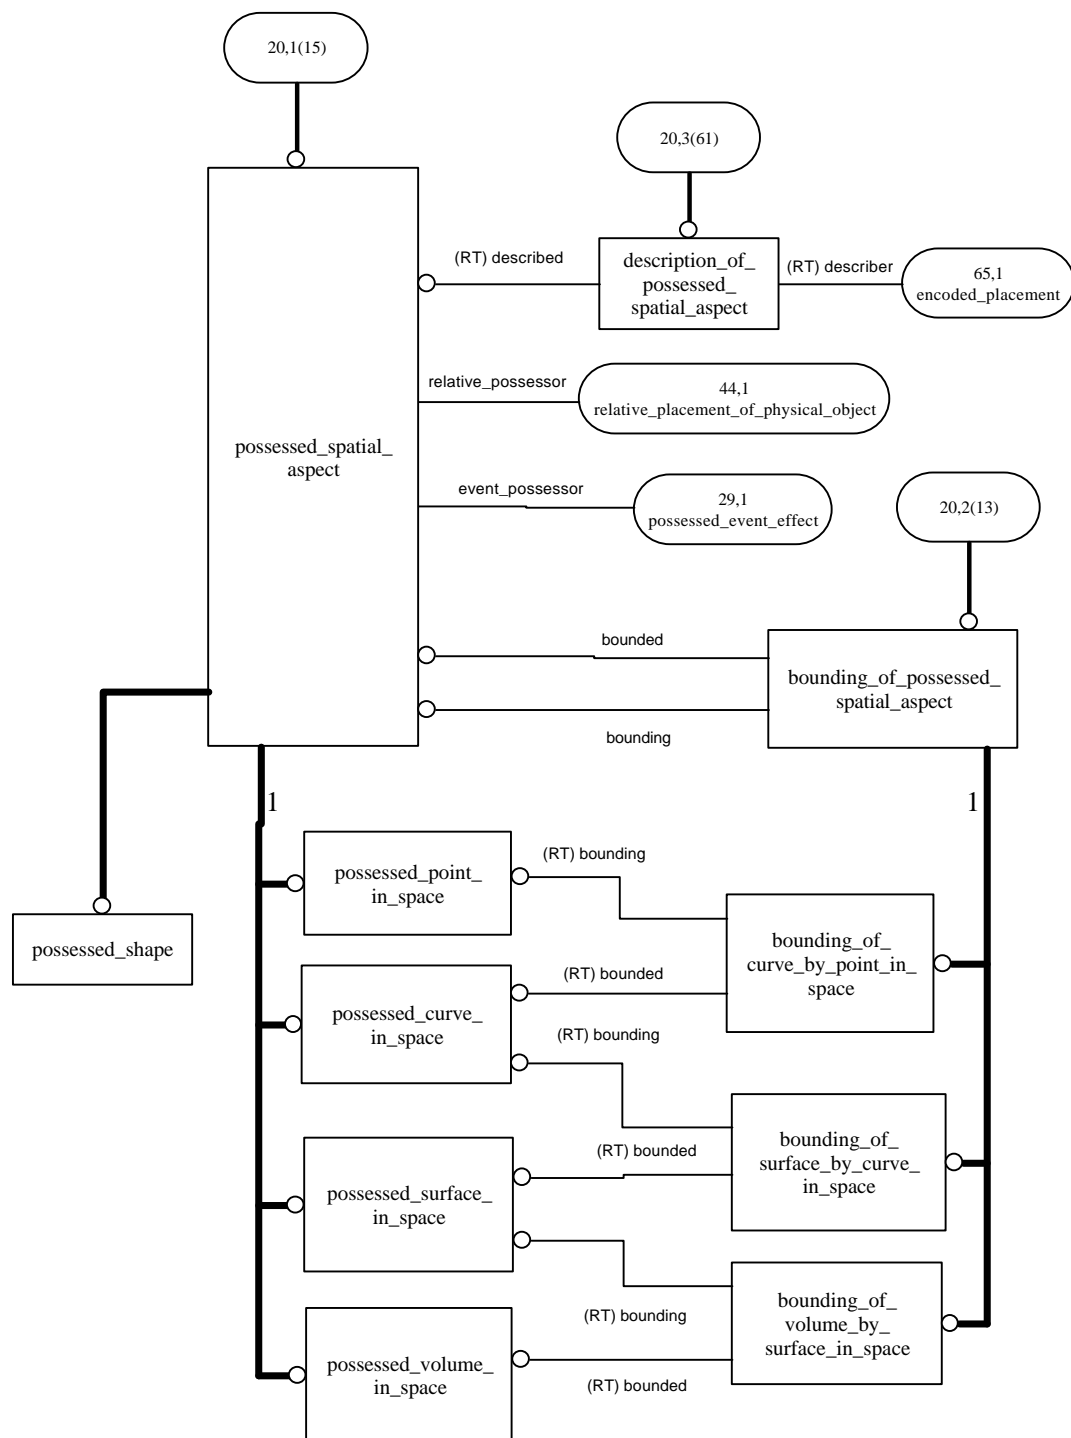 20,1(15)
20,3(61)
(RT) described
description_of_
possessed_
spatial_aspect
(RT) describer
65,1
encoded_placement
relative_possessor
44,1
relative_placement_of_physical_object
possessed_spatial_
aspect
event_possessor
29,1
possessed_event_effect
20,2(13)
bounded
bounding_of_possessed_
spatial_aspect
bounding
1
1
possessed_point_
in_space
(RT) bounding
possessed_shape
bounding_of_
curve_by_point_in_
space
(RT) bounded
possessed_curve_
in_space
(RT) bounding
bounding_of_
surface_by_curve_
in_space
(RT) bounded
possessed_surface_
in_space
(RT) bounding
bounding_of_
volume_by_
surface_in_space
possessed_volume_
in_space
(RT) bounded